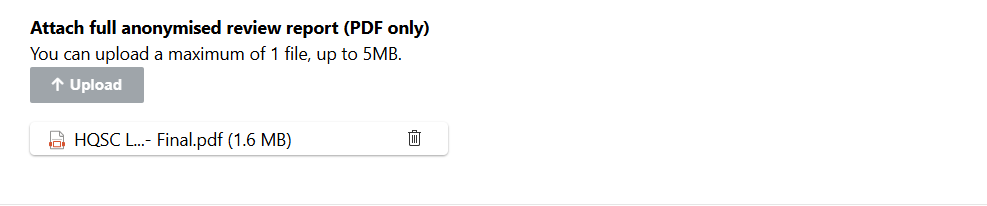 Attach full anonymised review report (PDF only)
You can upload a maximum of 1 file, up to 5MB.
Upload
HQSC L...- Final.pdf (1.6 MB)